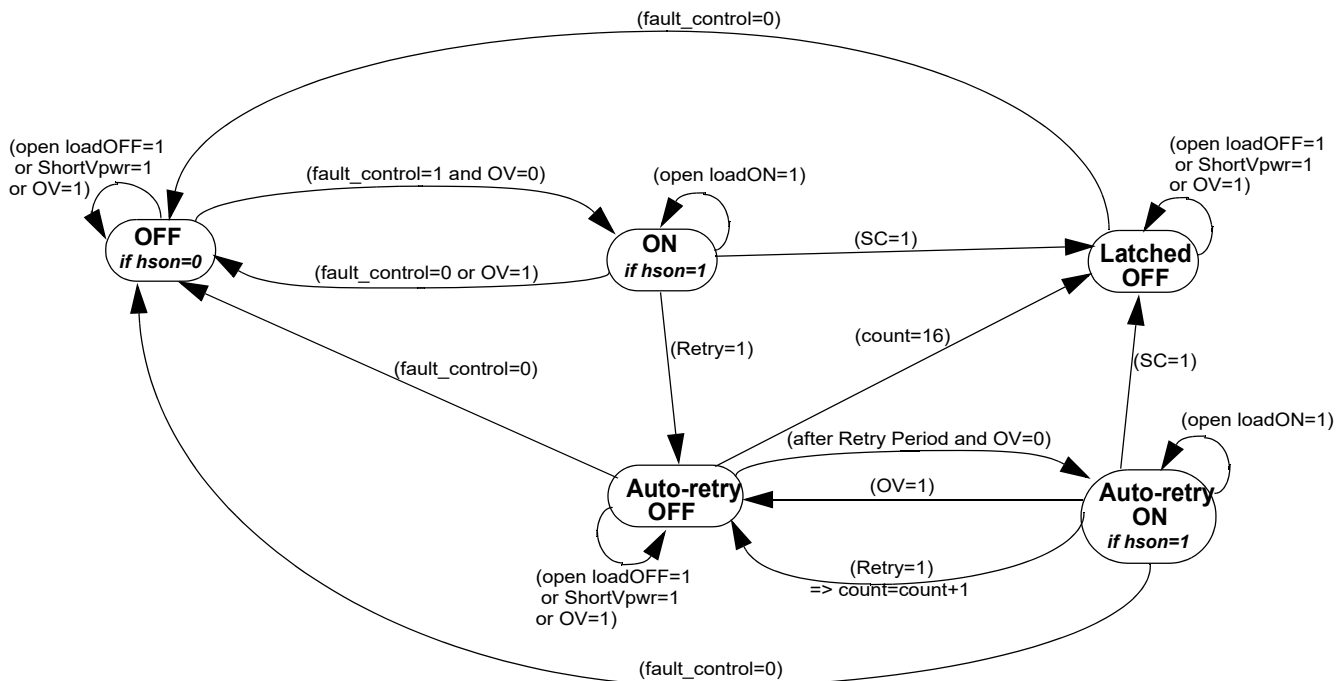 (fault_control=0)
(open loadOFF=1
or ShortVpwr=1
or OV=1)
(fault_control=1 and OV=0)
(open loadON=1)
(open loadOFF=1
or ShortVpwr=1
or OV=1)
OFF
if hson=0
ON
if hson=1
(SC=1)
Latched
OFF
(fault_control=0 or OV=1)
(count=16)
(Retry=1)
(SC=1)
(fault_control=0)
(open loadON=1)
(after Retry Period and OV=0)
Auto-retry
OFF
(OV=1)
Auto-retry
ON
if hson=1
(open loadOFF=1
or ShortVpwr=1
or OV=1)
(Retry=1)
=> count=count+1
(fault_control=0)